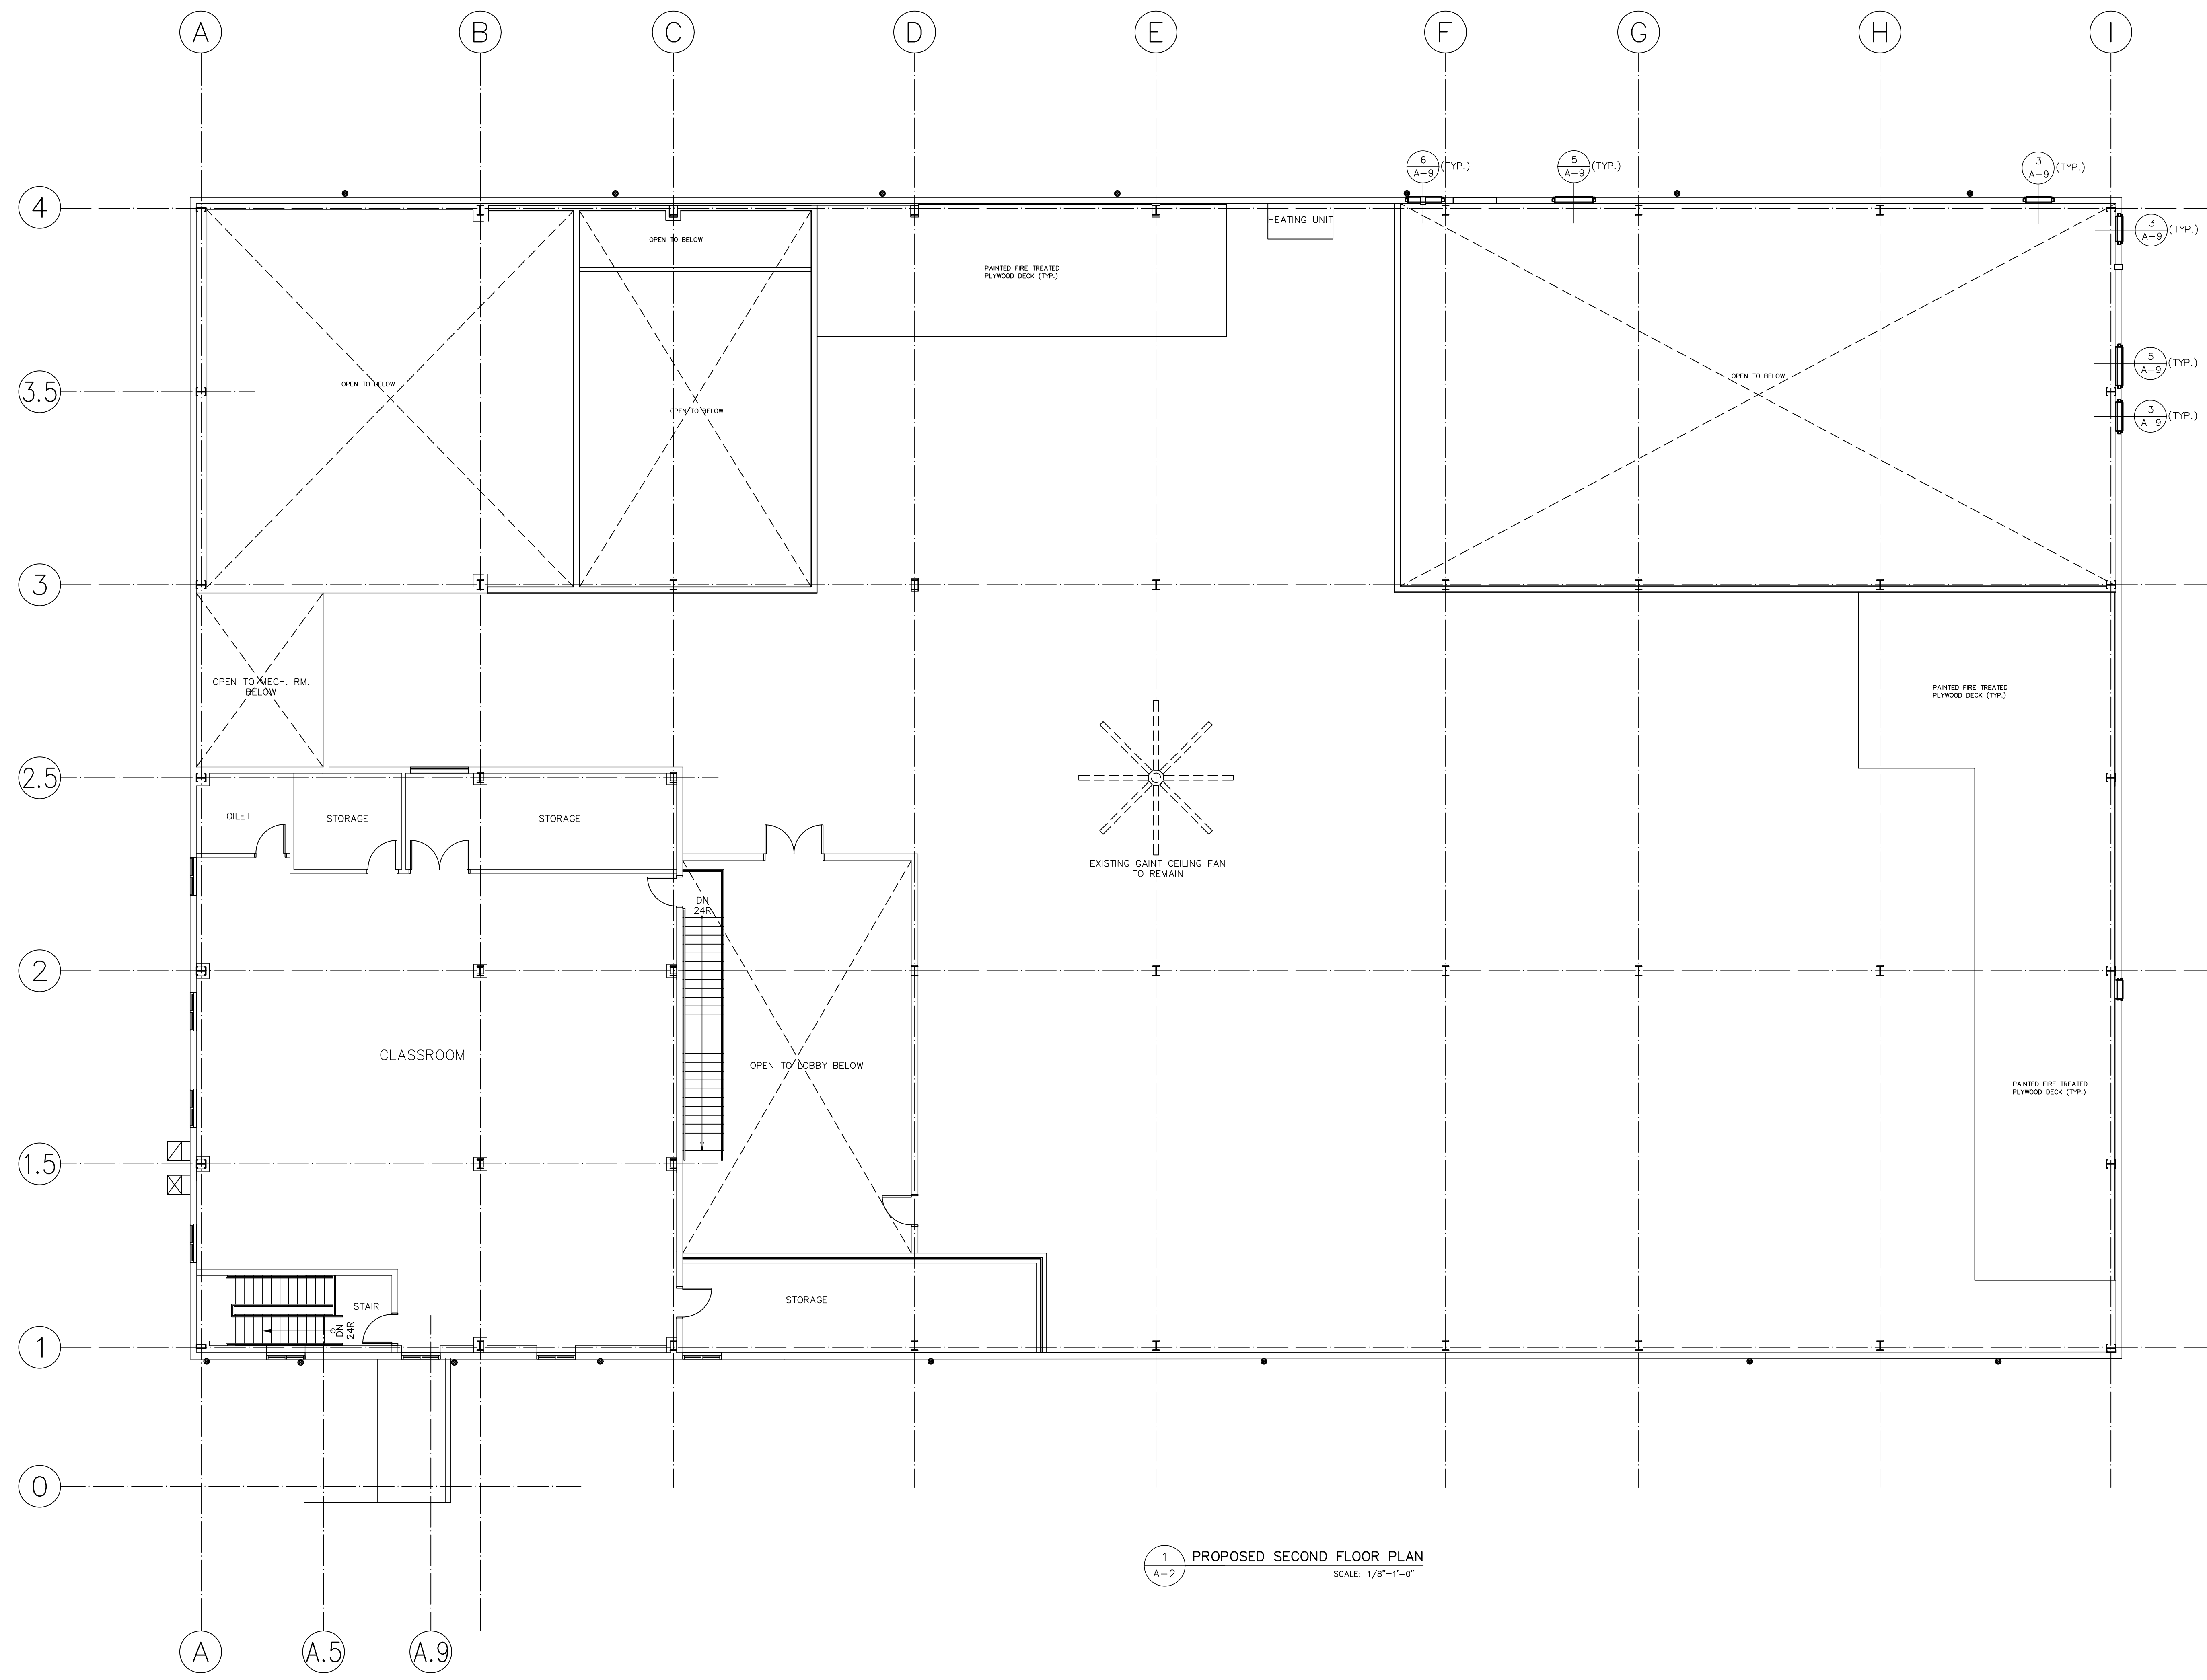 A
B
C
D
E
F
G
H
I
6
A-9
(TYP.)
5
A-9
(TYP.)
3
A-9
(TYP.)
4
HEATING UNIT
3
A-9
(TYP.)
OPEN TO BELOW
PAINTED FIRE TREATED
PLYWOOD DECK (TYP.)
5
A-9
(TYP.)
3.5
OPEN TO BELOW
OPEN TO BELOW
OPEN TO BELOW
3
A-9
(TYP.)
3
OPEN TO MECH. RM.
BELOW
PAINTED FIRE TREATED
PLYWOOD DECK (TYP.)
2.5
TOILET
STORAGE
STORAGE
EXISTING GAINT CEILING FAN
TO REMAIN
DN
24R
2
CLASSROOM
OPEN TO LOBBY BELOW
PAINTED FIRE TREATED
PLYWOOD DECK (TYP.)
1.5
STAIR
STORAGE
DN
24R
1
0
1
A-2
PROPOSED SECOND FLOOR PLAN
SCALE: 1/8"=1'-0"
A
A.5
A.9